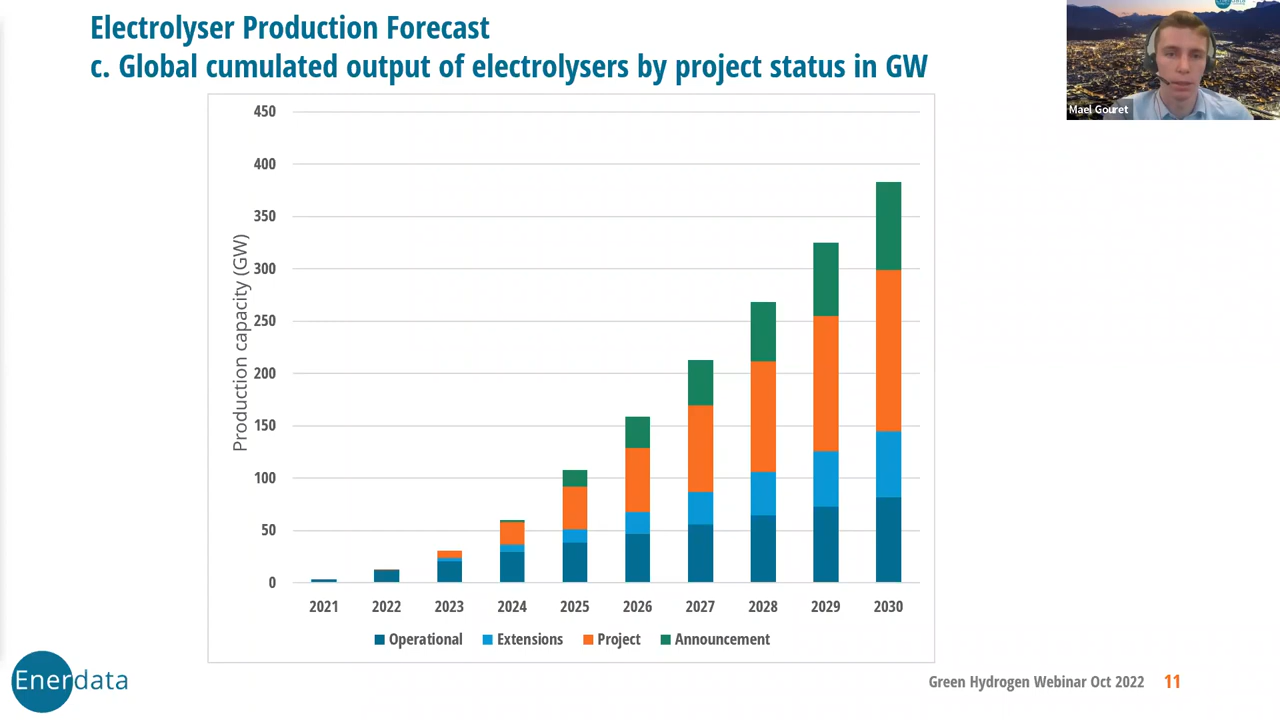 Electrolyser Production Forecast
c. Global cumulated output of electrolysers by project status in GW
Mael Gouret
Production capacity (GW)
450
400
350
300
250
200
150
100
50
0
2021 2022 2023 2024 2025 2026 2027 2028 2029 2030
Operational Extensions Project Announcement
Enerdata
Green Hydrogen Webinar Oct 2022 11